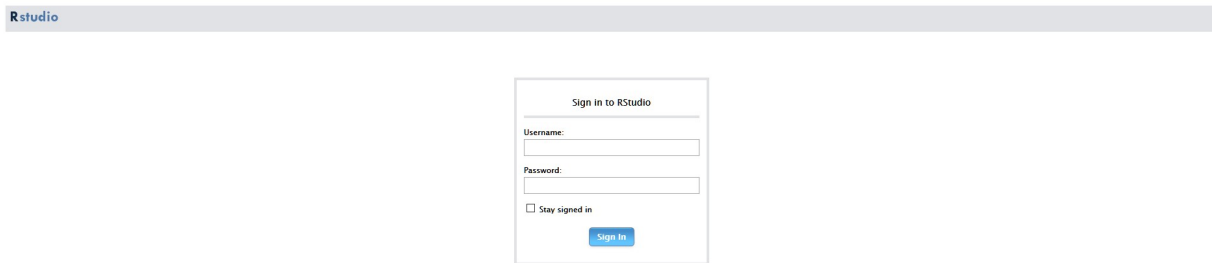 Rstudio
Sign in to RStudio
Username:
Password:
Stay signed in
Sign In